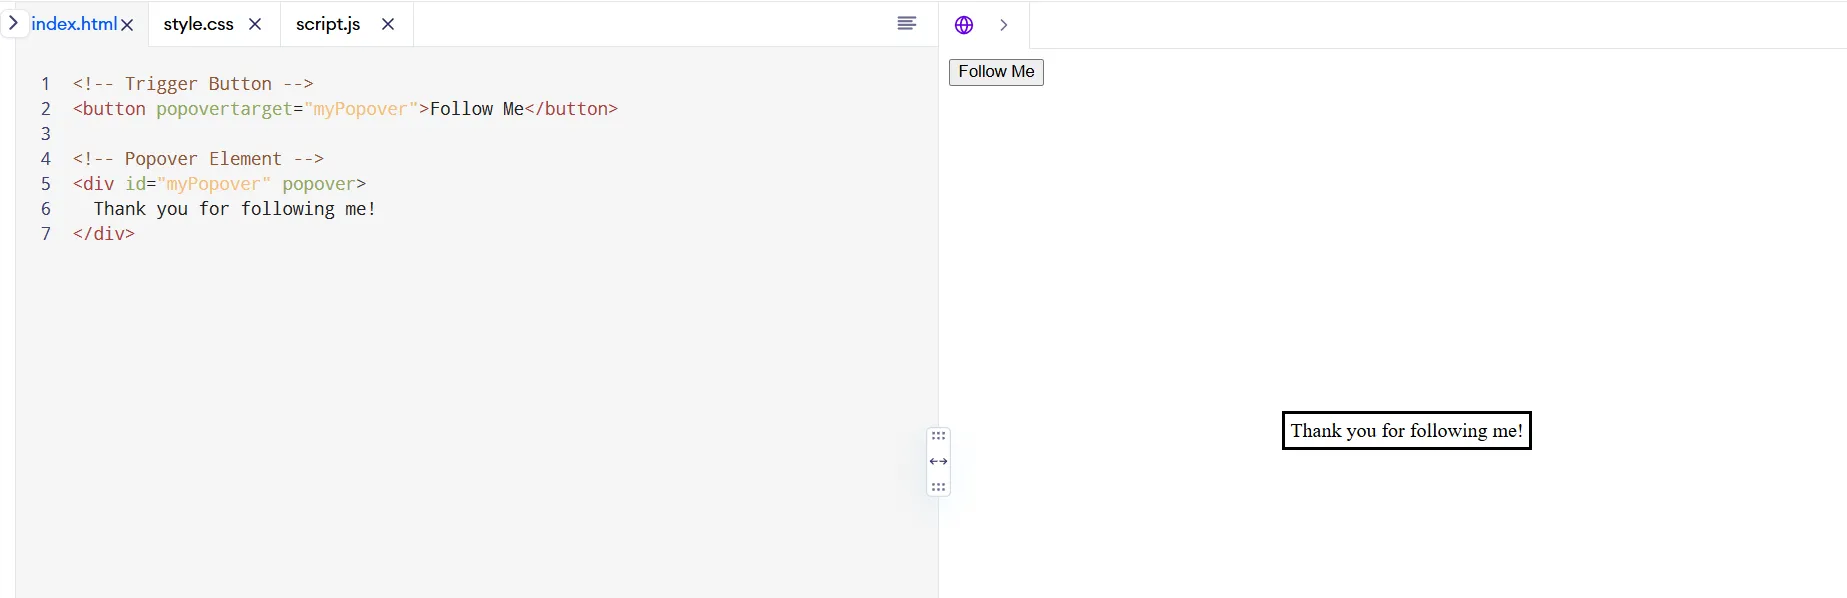 index.html style.css script.js
1 <!-- Trigger Button -->
2 <button popovertarget="myPopover">Follow Me</button>
3
4 <!-- Popover Element -->
5 <div id="myPopover" popover>
6   Thank you for following me!
7 </div>
Follow Me
Thank you for following me!